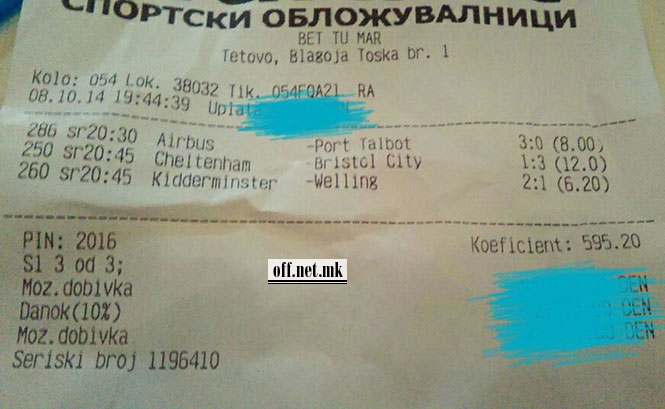 СПОРТСКИ ОБЛОЖУВАЛНИЦИ
BET TU MAR
Tetovo, Blagoja Toska br. 1
Kolo: 054 Lok. 38032 Tik. 054FQA21 RA
08.10.14 19:44:39 Uplata
286 sr20:30 Airbus -Port Talbot 3:0 (8.00)
250 sr20:45 Cheltenham -Bristol City 1:3 (12.0)
260 sr20:45 Kidderminster -Welling 2:1 (6.20)
PIN: 2016 Koeficient: 595.20
Sl 3 od 3;
off.net.mk
Moz.dobivka DEN
Danok(10%) DEN
Moz.dobivka DEN
Seriski broj 1196410